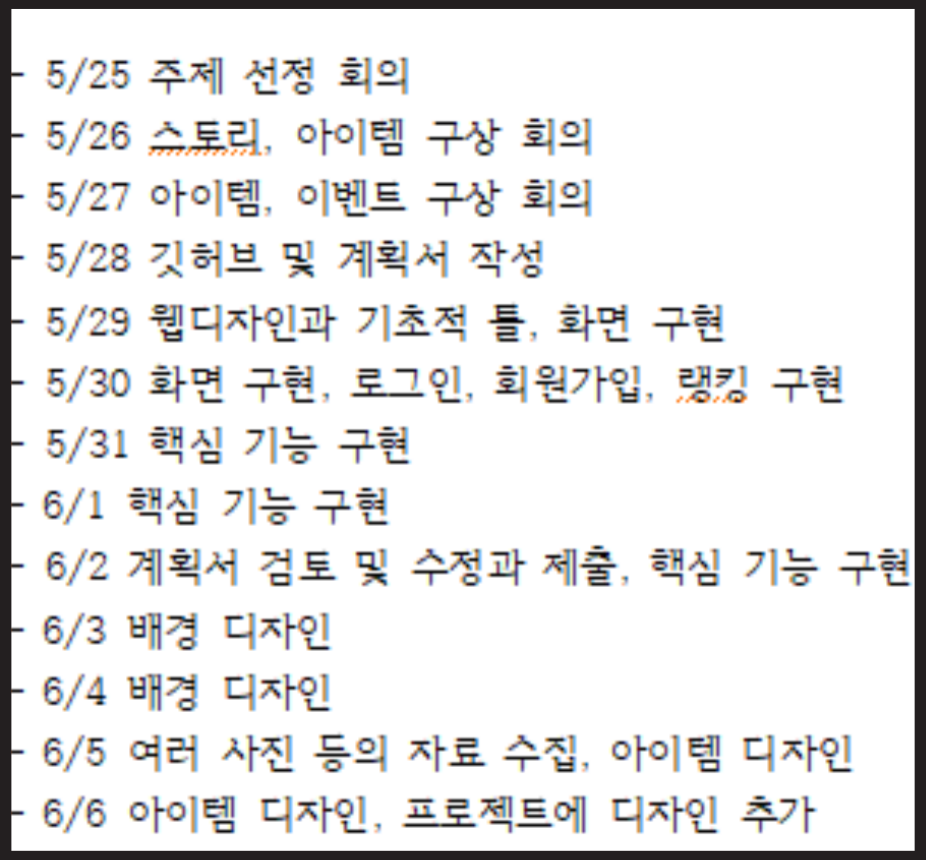 - 5/25 주제 선정 회의
- 5/26 스토리, 아이템 구상 회의
- 5/27 아이템, 이벤트 구상 회의
- 5/28 깃허브 및 계획서 작성
- 5/29 웹디자인과 기초적 틀, 화면 구현
- 5/30 화면 구현, 로그인, 회원가입, 랭킹 구현
- 5/31 핵심 기능 구현
- 6/1 핵심 기능 구현
- 6/2 계획서 검토 및 수정과 제출, 핵심 기능 구현
- 6/3 배경 디자인
- 6/4 배경 디자인
- 6/5 여러 사진 등의 자료 수집, 아이템 디자인
- 6/6 아이템 디자인, 프로젝트에 디자인 추가